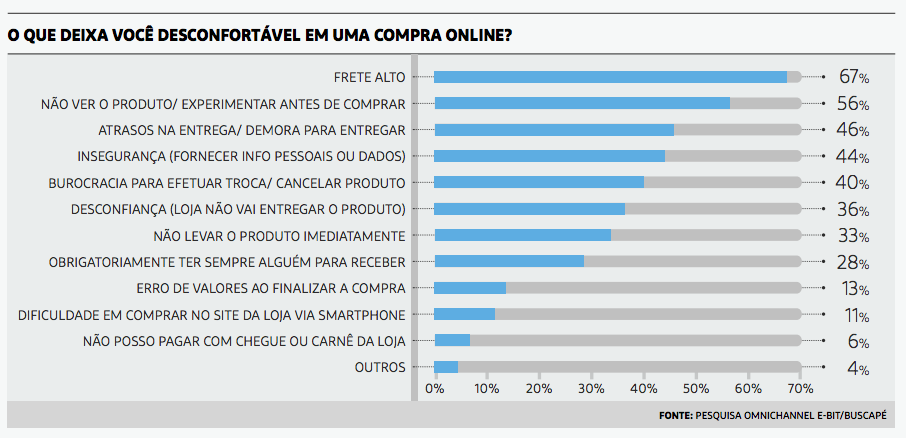 O QUE DEIXA VOCÊ DESCONFORTÁVEL EM UMA COMPRA ONLINE?
FRETE ALTO 67%
NÃO VER O PRODUTO/ EXPERIMENTAR ANTES DE COMPRAR 56%
ATRASOS NA ENTREGA/ DEMORA PARA ENTREGAR 46%
INSEGURANÇA (FORNECER INFO PESSOAIS OU DADOS) 44%
BUROCRACIA PARA EFETUAR TROCA/ CANCELAR PRODUTO 40%
DESCONFIANÇA (LOJA NÃO VAI ENTREGAR O PRODUTO) 36%
NÃO LEVAR O PRODUTO IMEDIATAMENTE 33%
OBRIGATORIAMENTE TER SEMPRE ALGUÉM PARA RECEBER 28%
ERRO DE VALORES AO FINALIZAR A COMPRA 13%
DIFICULDADE EM COMPRAR NO SITE DA LOJA VIA SMARTPHONE 11%
NÃO POSSO PAGAR COM CHEGUE OU CARNÊ DA LOJA 6%
OUTROS 4%
0% 10% 20% 30% 40% 50% 60% 70%
FONTE: PESQUISA OMNICHANNEL E-BIT/BUSCAPÉ